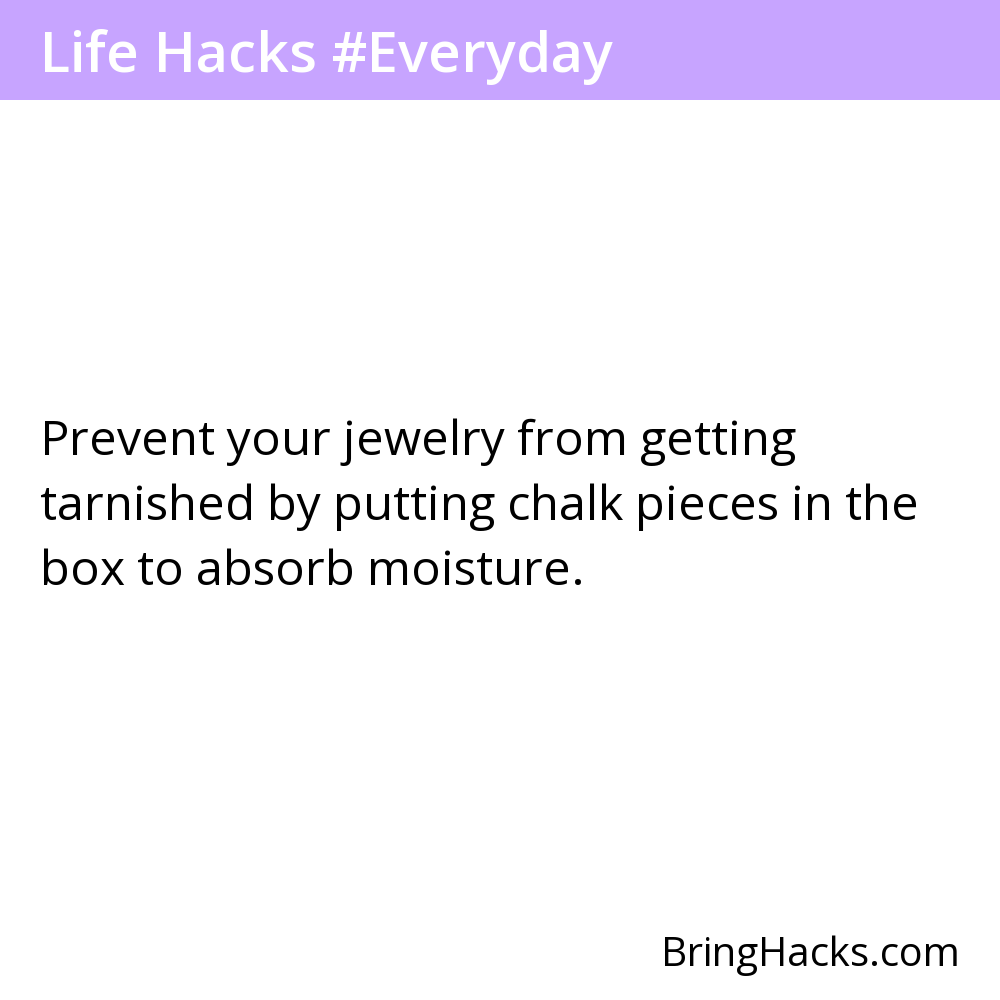 Life Hacks #Everyday
Prevent your jewelry from getting
tarnished by putting chalk pieces in the
box to absorb moisture.
BringHacks.com